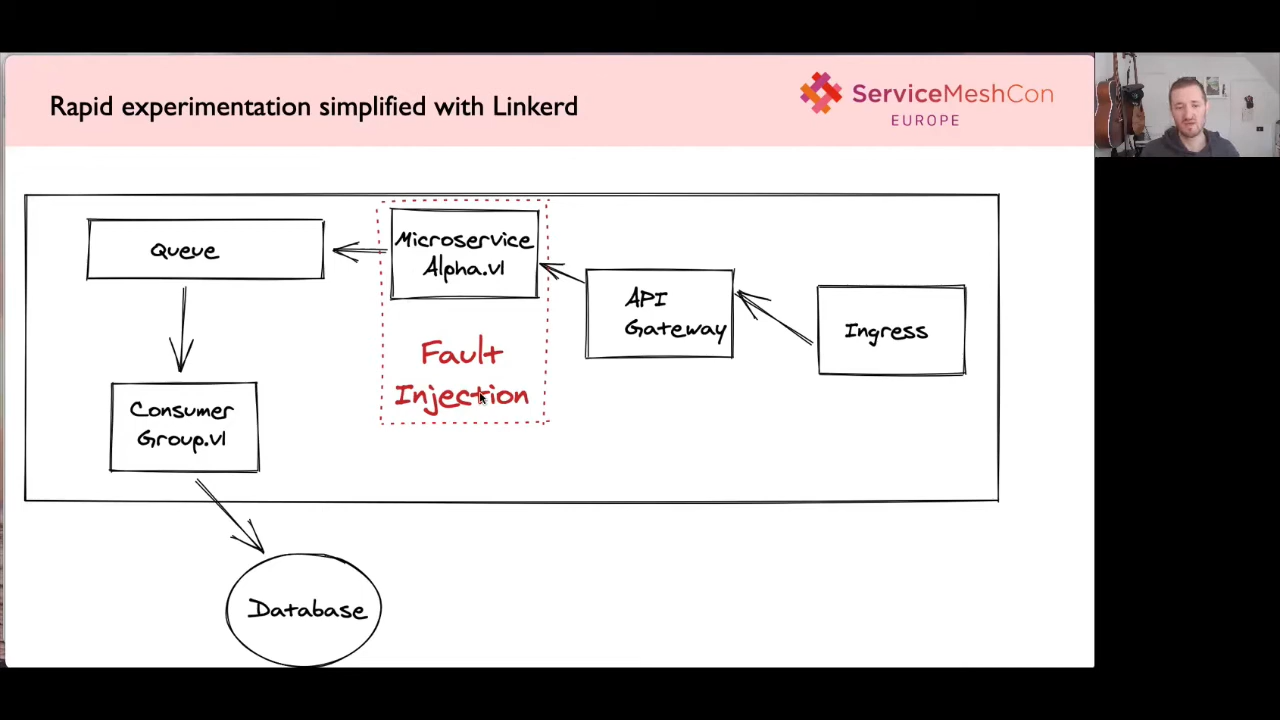 Rapid experimentation simplified with Linkerd
ServiceMeshCon
EUROPE
Queue
Microservice
Alpha.v1
API
Gateway
Ingress
Fault
Injection
Consumer
Group.v1
Database